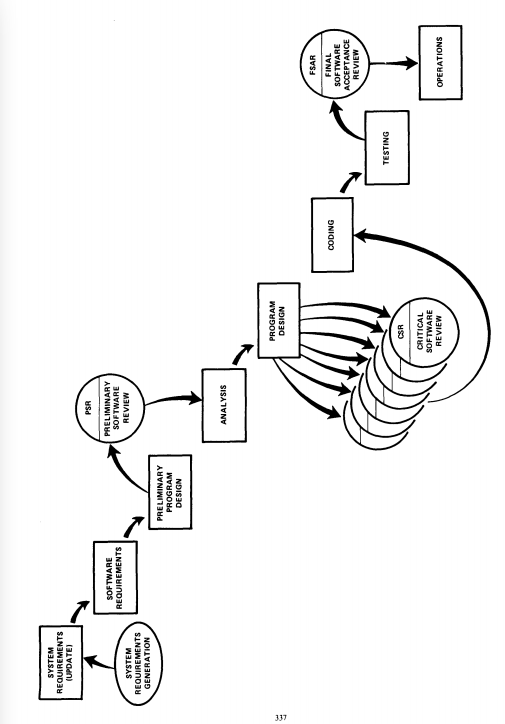 SYSTEM
REQUIREMENTS
GENERATION
SYSTEM
REQUIREMENTS
(UPDATE)
SOFTWARE
REQUIREMENTS
PRELIMINARY
PROGRAM
DESIGN
PSR
PRELIMINARY
SOFTWARE
REVIEW
ANALYSIS
PROGRAM
DESIGN
CSR
CRITICAL
SOFTWARE
REVIEW
CODING
TESTING
FSAR
FINAL
SOFTWARE
ACCEPTANCE
REVIEW
OPERATIONS
337